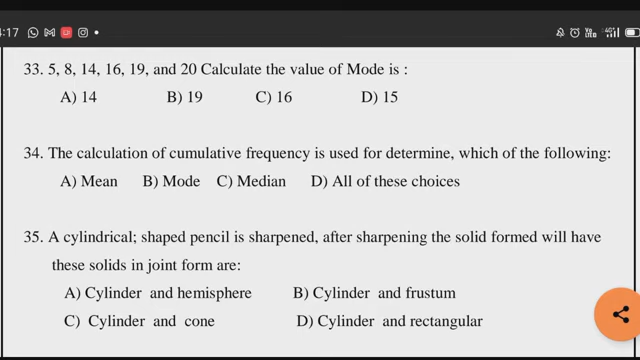 :17
33. 5, 8, 14, 16, 19, and 20 Calculate the value of Mode is :
A) 14 B) 19 C) 16 D) 15
34. The calculation of cumulative frequency is used for determine, which of the following:
A) Mean B) Mode C) Median D) All of these choices
35. A cylindrical; shaped pencil is sharpened, after sharpening the solid formed will have
these solids in joint form are:
A) Cylinder and hemisphere B) Cylinder and frustum
C) Cylinder and cone D) Cylinder and rectangular